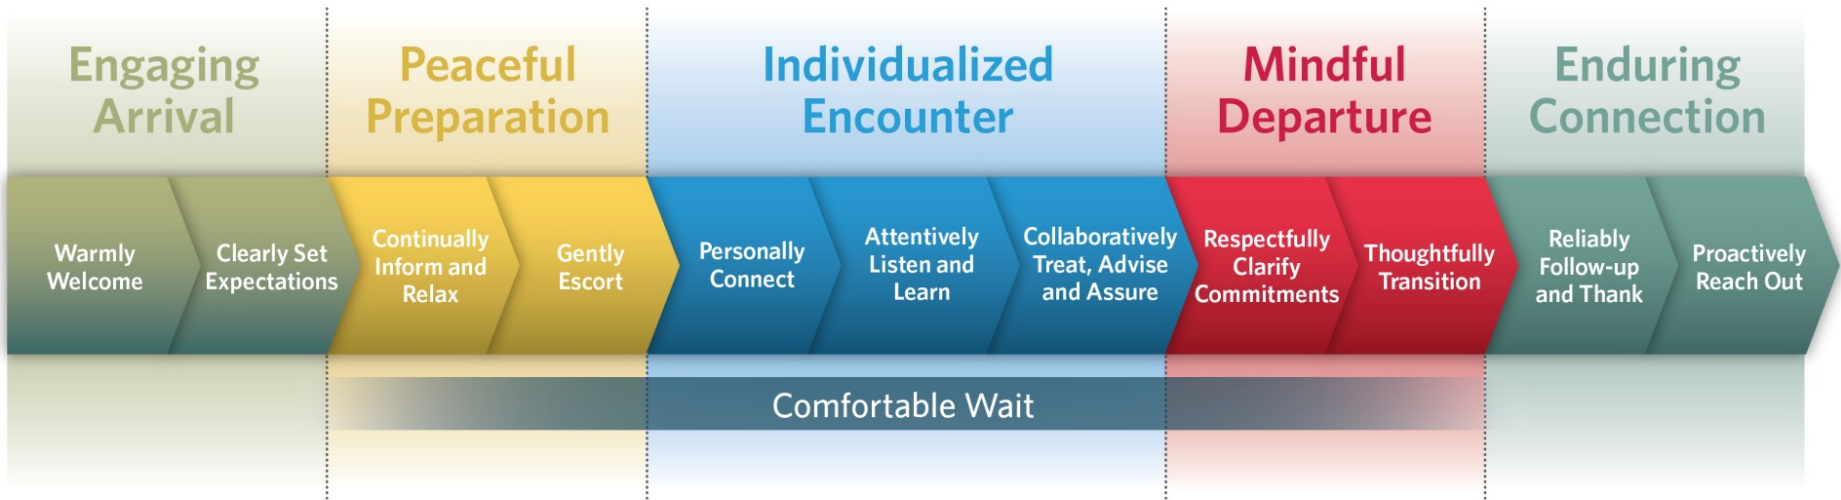 Engaging
Arrival
Peaceful
Preparation
Individualized
Encounter
Mindful
Departure
Enduring
Connection
Warmly
Welcome
Clearly Set
Expectations
Continually
Inform and
Relax
Gently
Escort
Personally
Connect
Attentively
Listen and
Learn
Collaboratively
Treat, Advise
and Assure
Respectfully
Clarify
Commitments
Thoughtfully
Transition
Reliably
Follow-up
and Thank
Proactively
Reach Out
Comfortable Wait